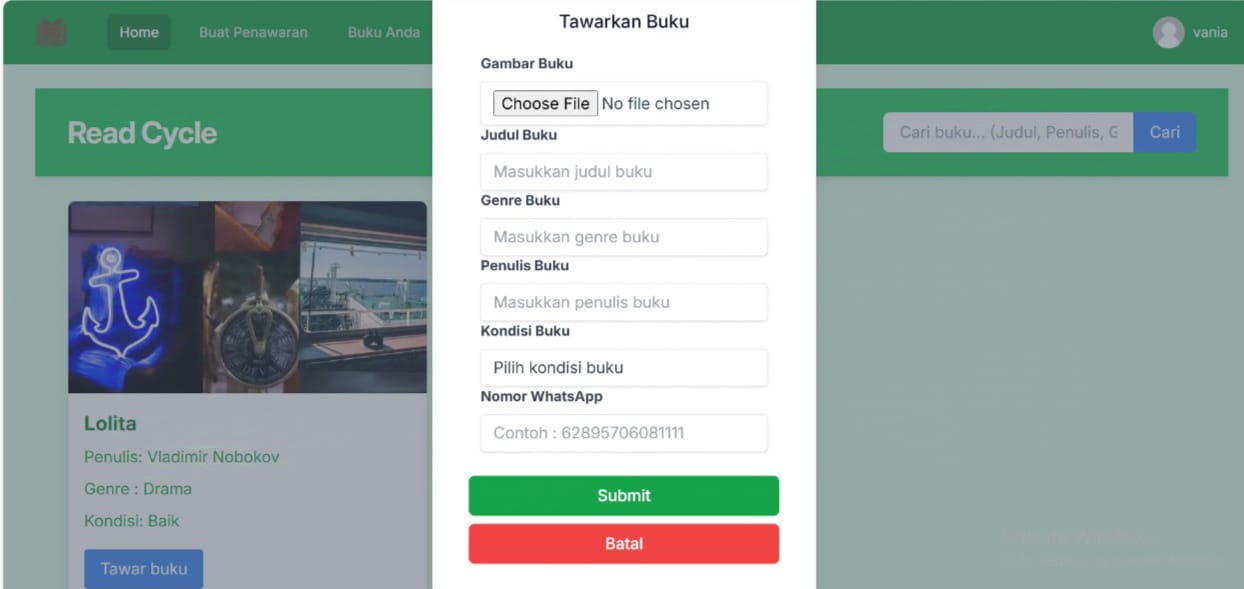 Home
Buat Penawaran
Buku Anda
vania
Read Cycle
Cari buku... (Judul, Penulis, G
Cari
Lolita
Penulis: Vladimir Nobokov
Genre : Drama
Kondisi: Baik
Tawar buku
Tawarkan Buku
Gambar Buku
Choose File No file chosen
Judul Buku
Masukkan judul buku
Genre Buku
Masukkan genre buku
Penulis Buku
Masukkan penulis buku
Kondisi Buku
Pilih kondisi buku
Nomor WhatsApp
Contoh : 62895706081111
Submit
Batal